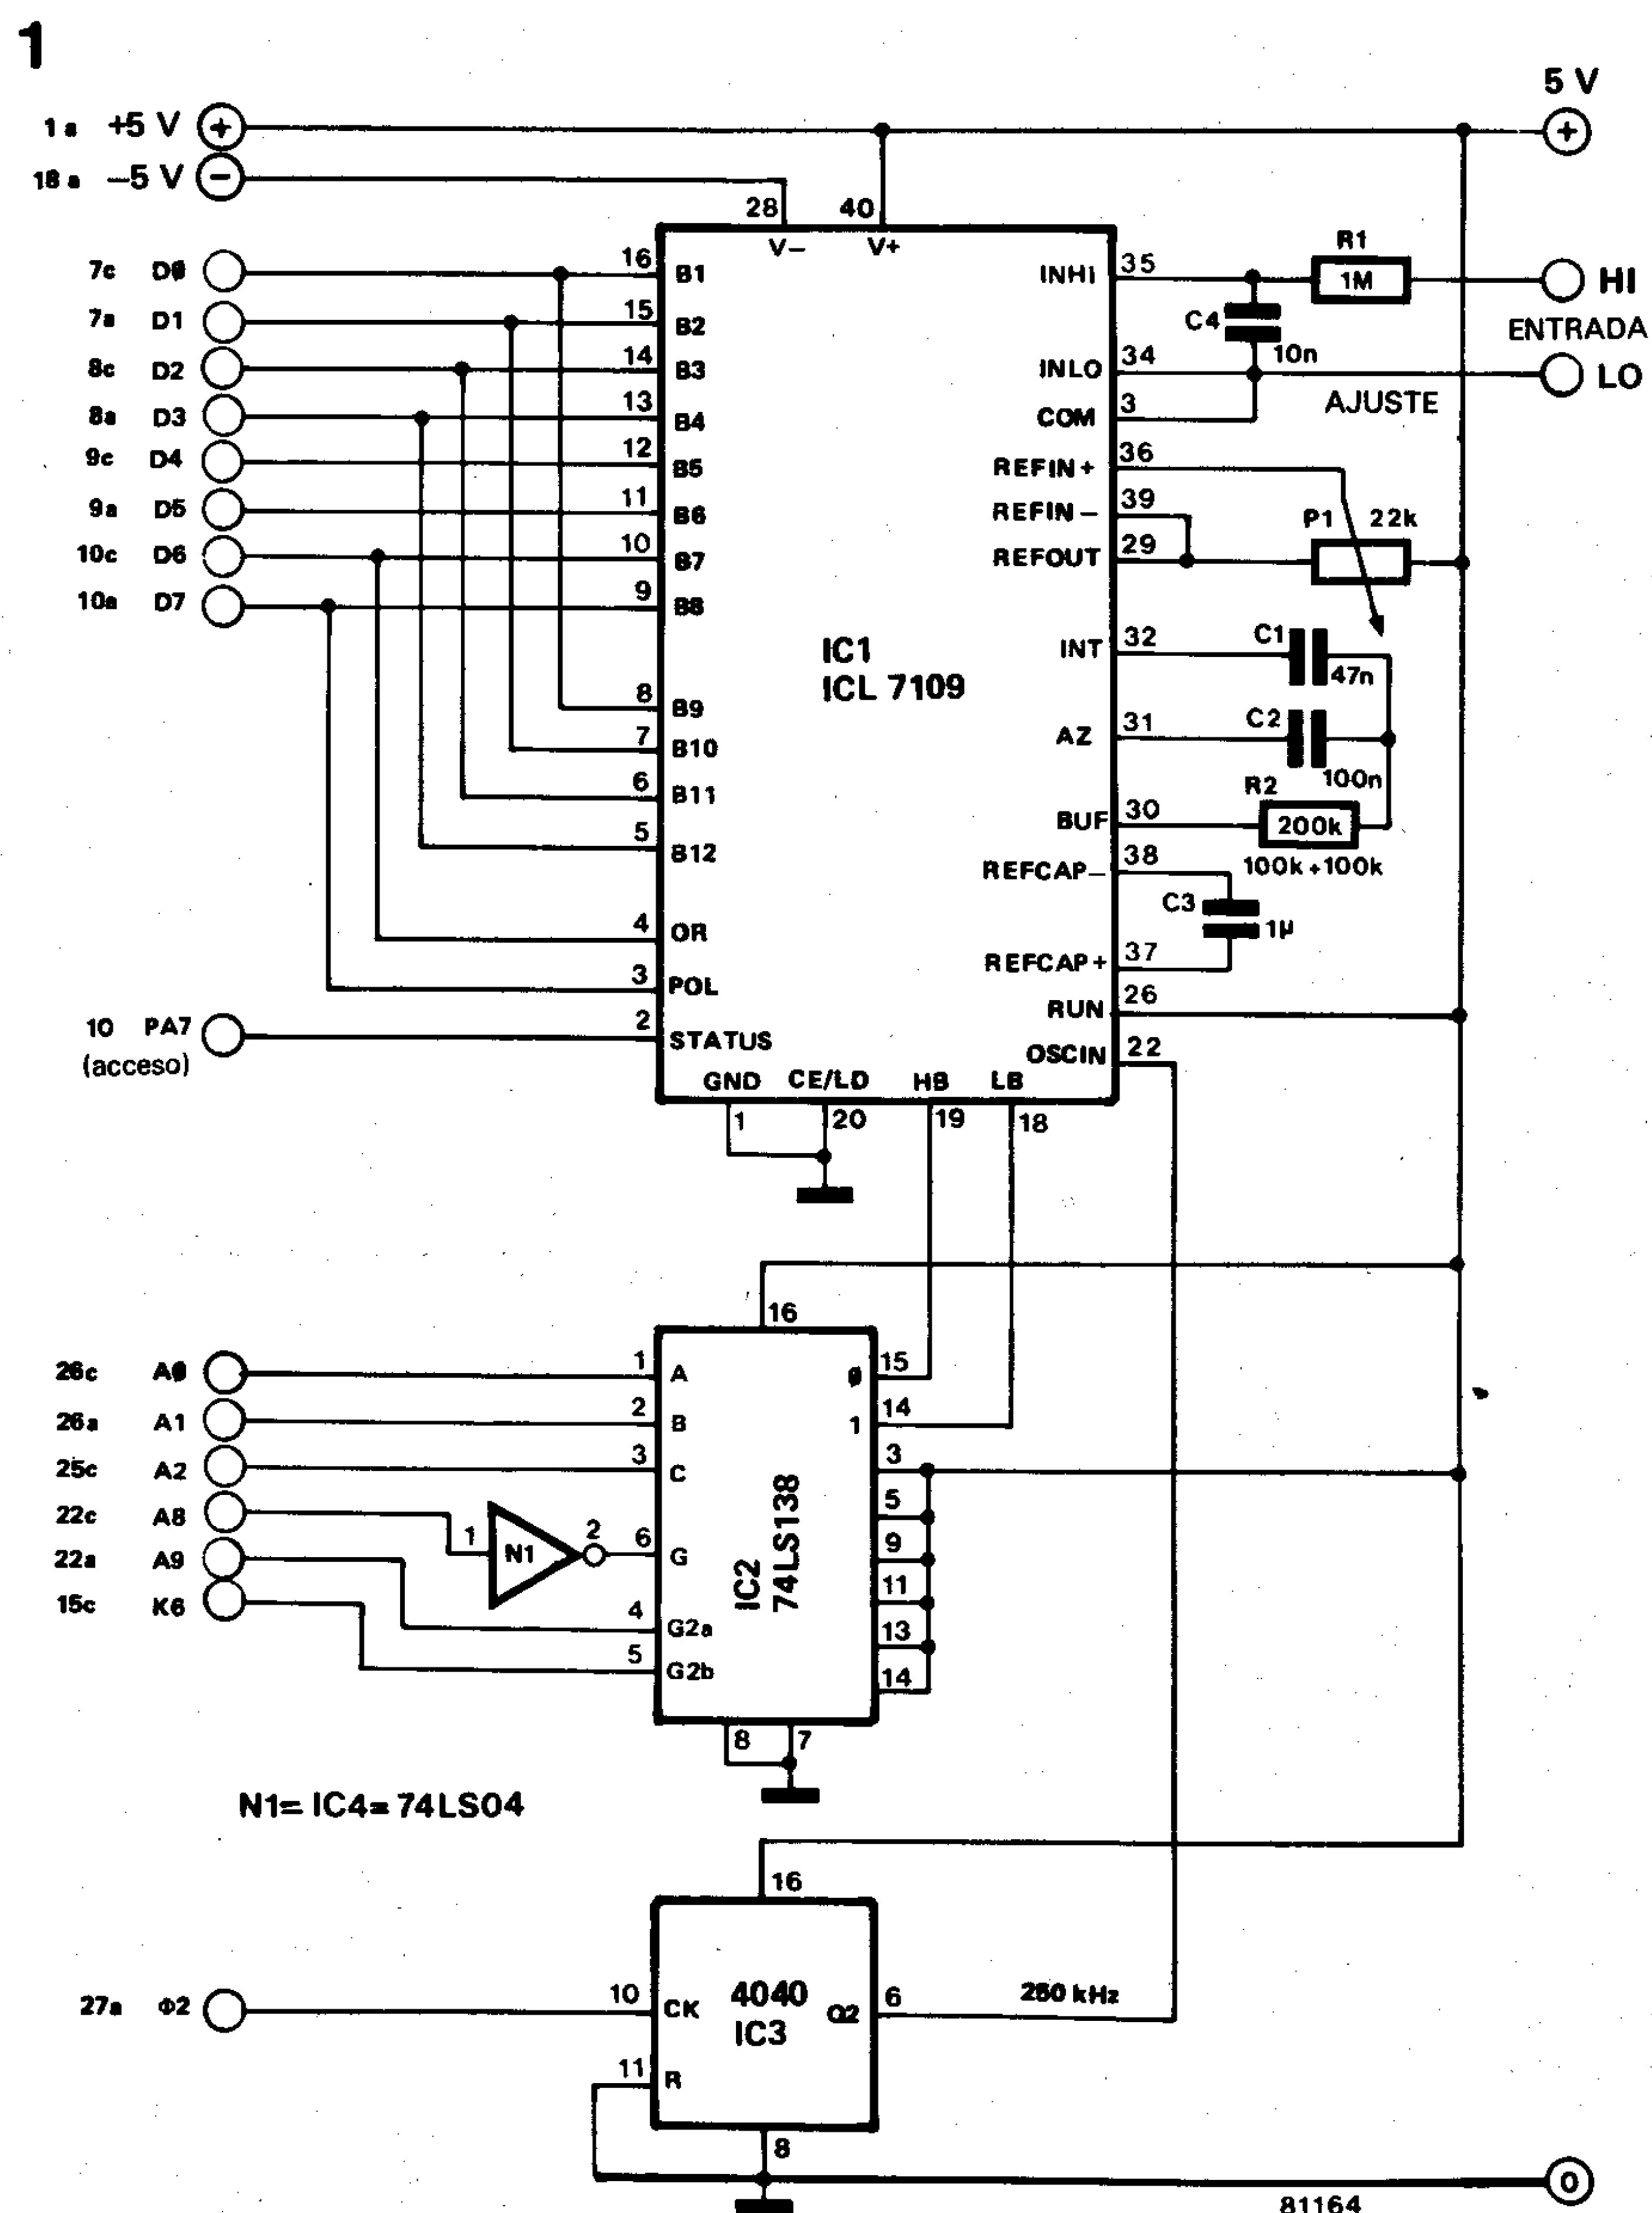 1
5 V
1a +5 V +
+
18a –5 V –
28 40
V– V+
7c DØ 16 B1
7a D1 15 B2
8c D2 14 B3
8a D3 13 B4
9c D4 12 B5
9a D5 11 B6
10c D6 10 B7
10a D7 9 B8
8 B9
7 B10
6 B11
5 B12
4 OR
3 POL
10 PA7 2 STATUS
(acceso)
IC1
ICL 7109
INHI 35 R1
1M HI
C4
10n
ENTRADA
INLO 34 LO
COM 3
AJUSTE
REFIN+ 36
REFIN– 39
P1 22k
REFOUT 29
INT 32 C1
47n
AZ 31 C2
100n
R2
BUF 30 200k
100k+100k
REFCAP– 38
C3
1µ
REFCAP+ 37
RUN 26
OSCIN 22
GND CE/LD HB LB
1 20 19 18
16
26c AØ 1 A
26a A1 2 B
25c A2 3 C
22c A8 1 N1 2 6 G
22a A9
15c K6
4 G2a
5 G2b
IC2
74LS138
Ø 15
1 14
3
5
9
11
13
14
8 7
N1= IC4= 74LS04
16
27a Φ2 10 CK
4040
IC3
Q2 6 250 kHz
11 R
8
0
81164